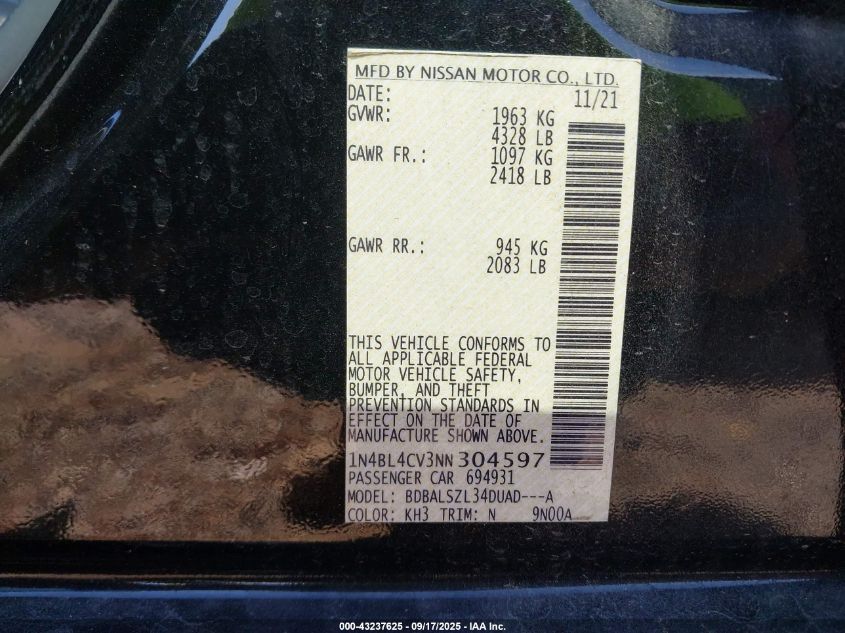 MFD BY NISSAN MOTOR CO., LTD.
DATE: 11/21
GVWR: 1963 KG
4328 LB
GAWR FR.: 1097 KG
2418 LB
GAWR RR.: 945 KG
2083 LB
THIS VEHICLE CONFORMS TO
ALL APPLICABLE FEDERAL
MOTOR VEHICLE SAFETY,
BUMPER, AND THEFT
PREVENTION STANDARDS IN
EFFECT ON THE DATE OF
MANUFACTURE SHOWN ABOVE.
1N4BL4CV3NN304597
PASSENGER CAR 694931
MODEL: BDBALSZL34DUAD---A
COLOR: KH3 TRIM: N 9N00A
000-43237625 - 09/17/2025 - IAA Inc.